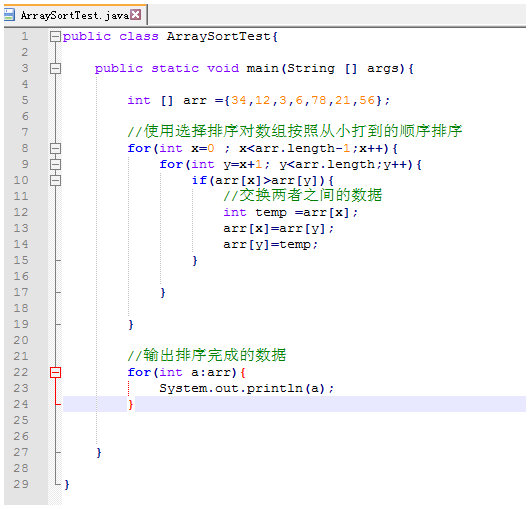 ArraySortTest.java
1 public class ArraySortTest{
2
3 public static void main(String [] args){
4
5 int [] arr ={34,12,3,6,78,21,56};
6
7 //使用选择排序对数组按照从小打到的顺序排序
8 for(int x=0 ; x<arr.length-1;x++){
9 for(int y=x+1; y<arr.length;y++){
10 if(arr[x]>arr[y]){
11 //交换两者之间的数据
12 int temp =arr[x];
13 arr[x]=arr[y];
14 arr[y]=temp;
15 }
16
17 }
18
19 }
20
21 //输出排序完成的数据
22 for(int a:arr){
23 System.out.println(a);
24 }
25
26
27 }
28
29 }